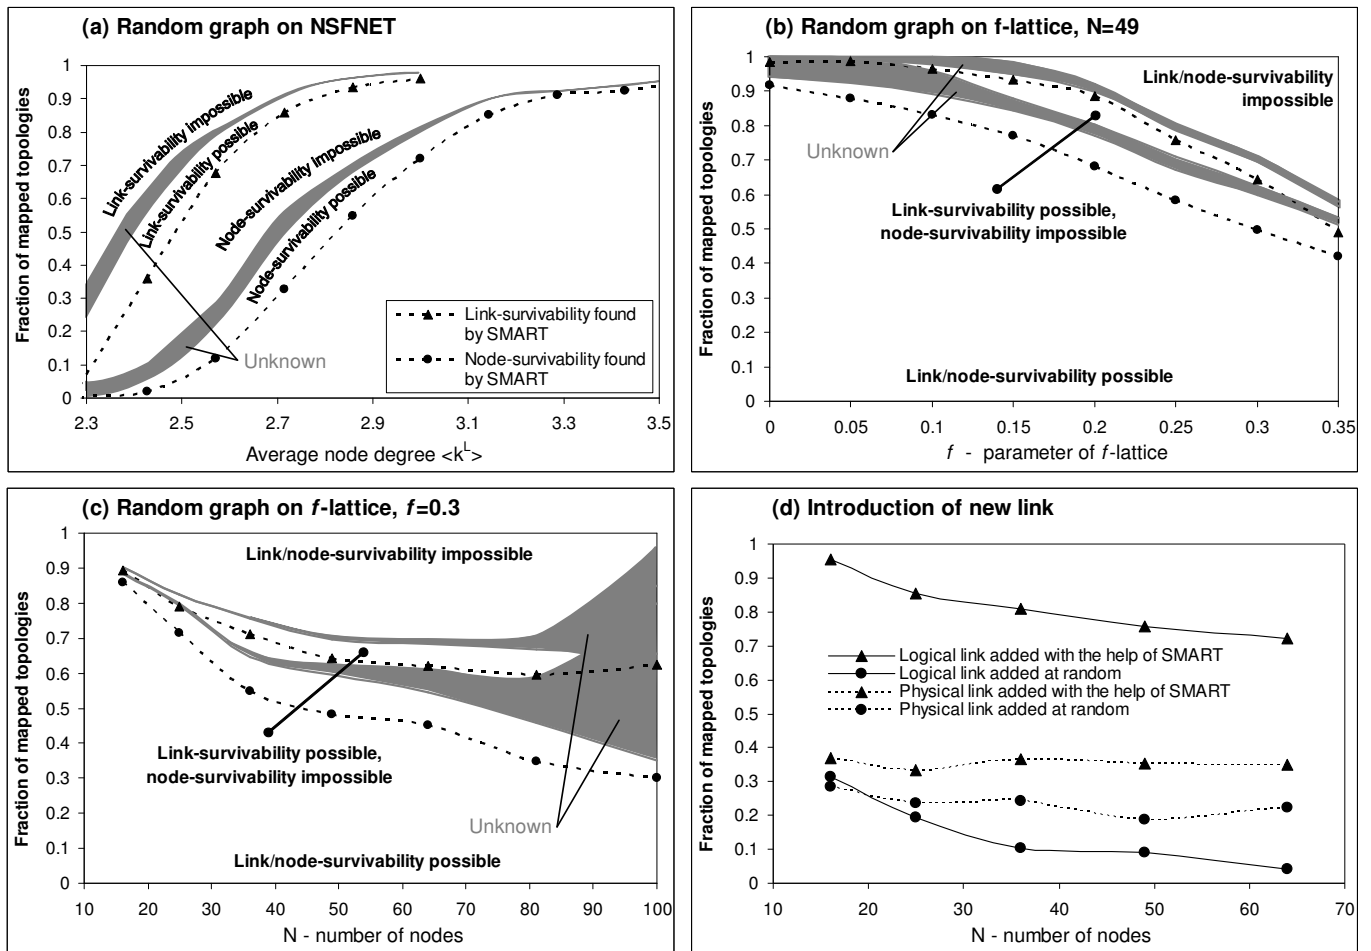 (a) Random graph on NSFNET
Fraction of mapped topologies
1
0.9
0.8
0.7
0.6
0.5
0.4
0.3
0.2
0.1
0
Link-survivability impossible
Link-survivability possible
Node-survivability impossible
Node-survivability possible
Unknown
Link-survivability found
by SMART
Node-survivability found
by SMART
2.3 2.5 2.7 2.9 3.1 3.3 3.5
Average node degree <k^L>
(b) Random graph on f-lattice, N=49
Fraction of mapped topologies
1
0.9
0.8
0.7
0.6
0.5
0.4
0.3
0.2
0.1
0
Link/node-survivability
impossible
Unknown
Link-survivability possible,
node-survivability impossible
Link/node-survivability possible
0 0.05 0.1 0.15 0.2 0.25 0.3 0.35
f - parameter of f-lattice
(c) Random graph on f-lattice, f=0.3
Fraction of mapped topologies
1
0.9
0.8
0.7
0.6
0.5
0.4
0.3
0.2
0.1
0
Link/node-survivability impossible
Link-survivability possible,
node-survivability impossible
Unknown
Link/node-survivability possible
10 20 30 40 50 60 70 80 90 100
N - number of nodes
(d) Introduction of new link
Fraction of mapped topologies
1
0.9
0.8
0.7
0.6
0.5
0.4
0.3
0.2
0.1
0
Logical link added with the help of SMART
Logical link added at random
Physical link added with the help of SMART
Physical link added at random
10 20 30 40 50 60 70
N - number of nodes